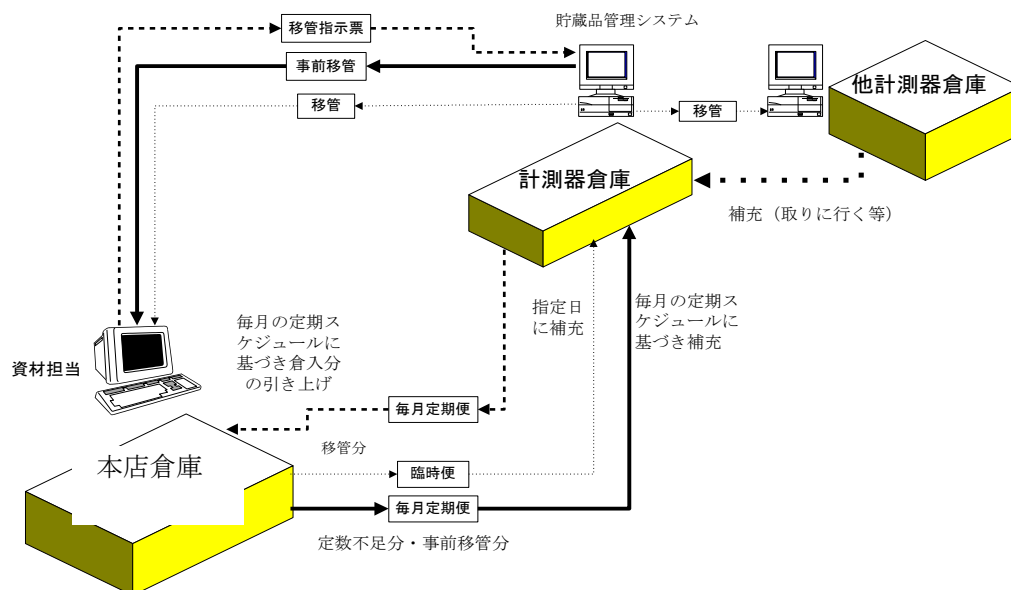 貯蔵品管理システム
移管指示票
事前移管
移管
移管
他計測器倉庫
計測器倉庫
補充（取りに行く等）
指定日
に補充
毎月の定期ス
ケジュールに
基づき補充
毎月の定期ス
ケジュールに
基づき倉入分
の引き上げ
資材担当
毎月定期便
移管分
本店倉庫
臨時便
毎月定期便
定数不足分・事前移管分